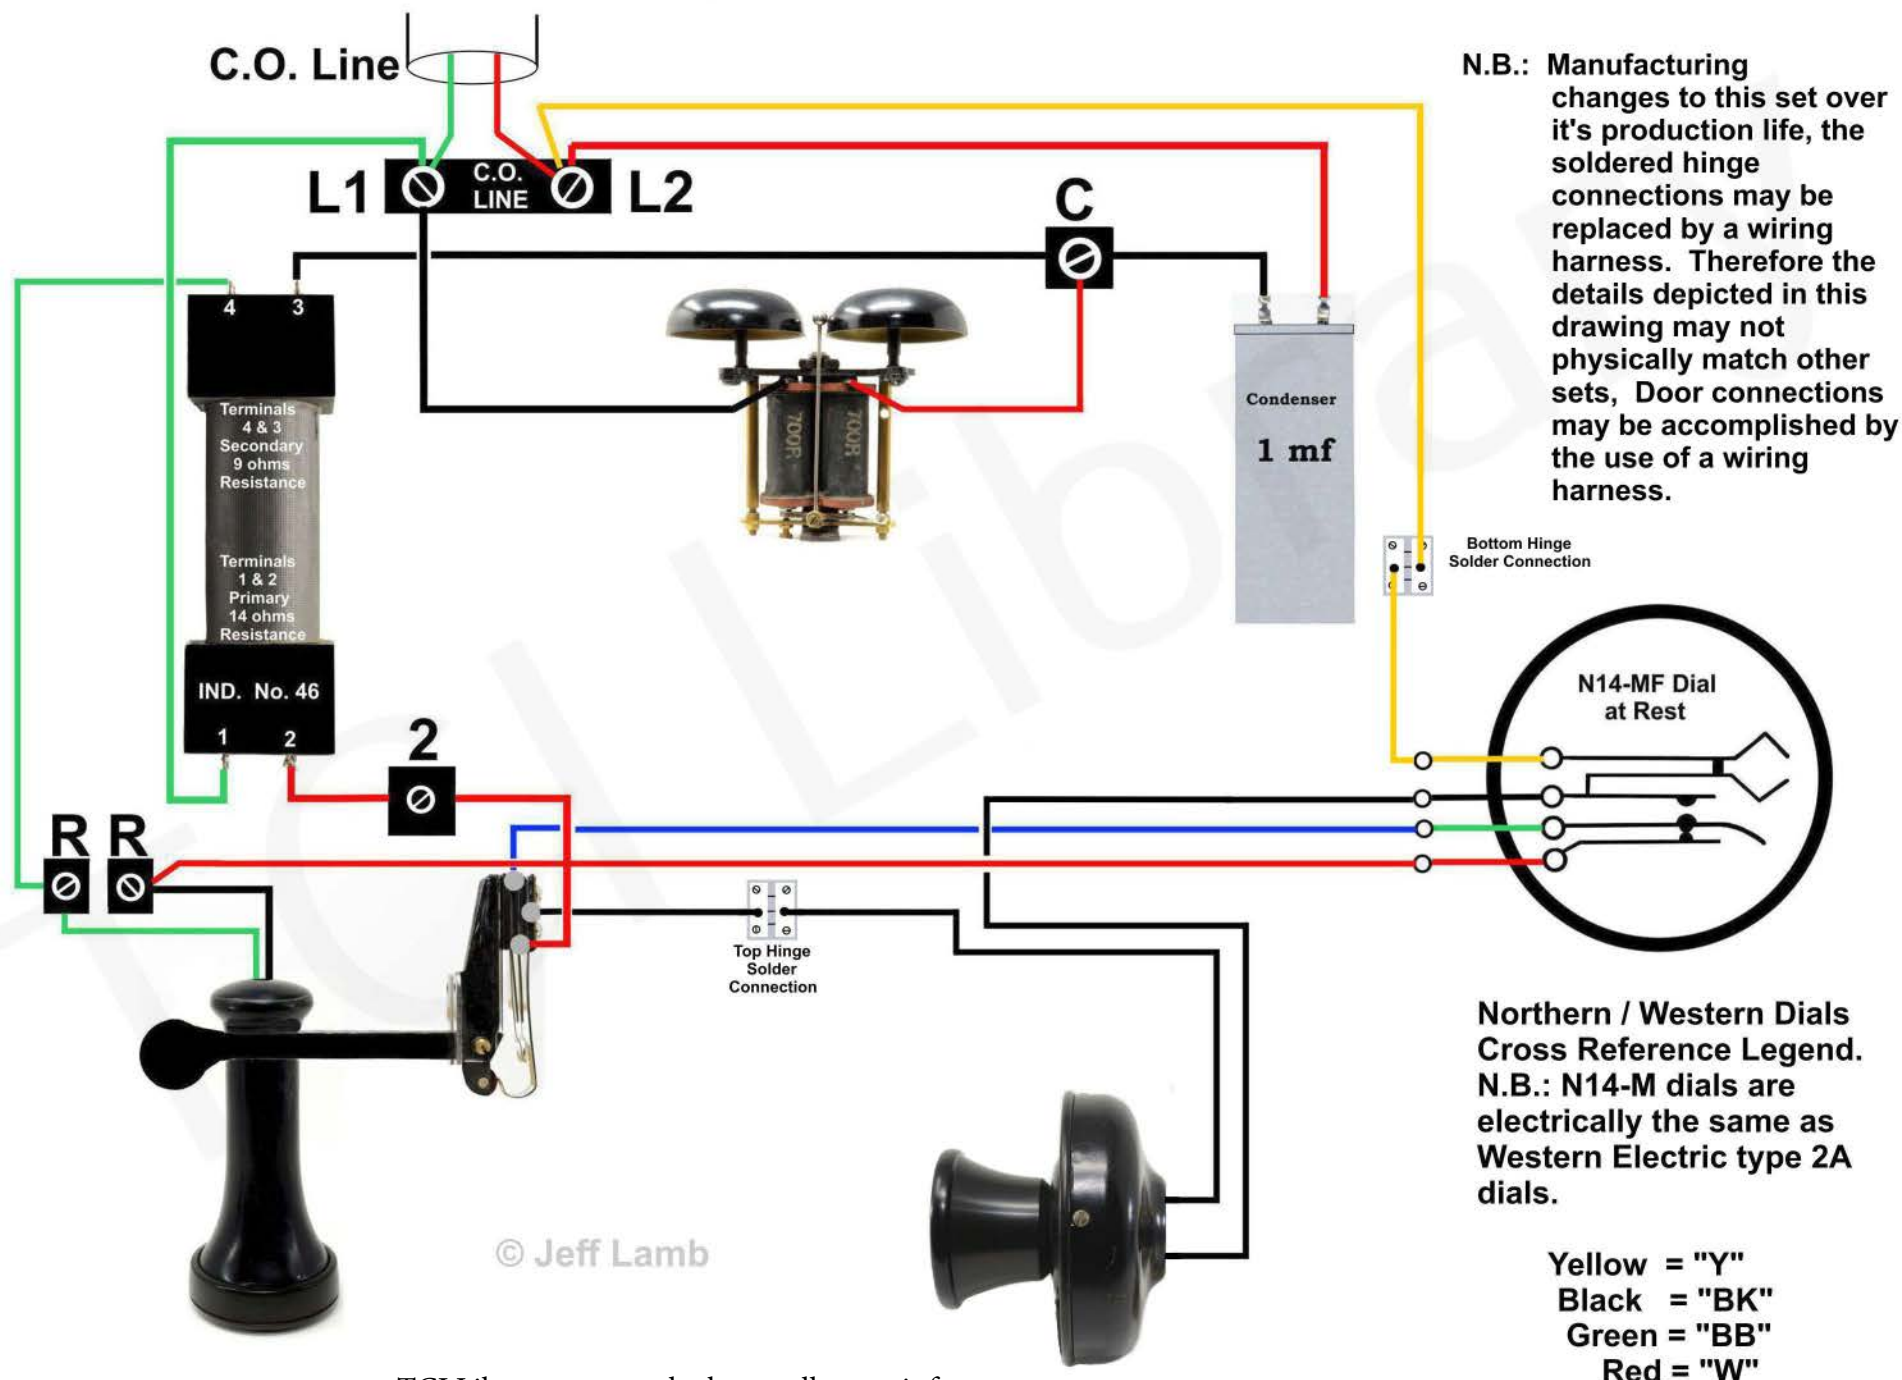 C.O. Line
L1
C.O.
LINE
L2
C
N.B.: Manufacturing
changes to this set over
it's production life, the
soldered hinge
connections may be
replaced by a wiring
harness. Therefore the
details depicted in this
drawing may not
physically match other
sets, Door connections
may be accomplished by
the use of a wiring
harness.
4 3
Terminals
4 & 3
Secondary
9 ohms
Resistance
Terminals
1 & 2
Primary
14 ohms
Resistance
IND. No. 46
1 2
700R
700R
Condenser
1 mf
Bottom Hinge
Solder Connection
N14-MF Dial
at Rest
2
R R
Top Hinge
Solder
Connection
Northern / Western Dials
Cross Reference Legend.
N.B.: N14-M dials are
electrically the same as
Western Electric type 2A
dials.
Yellow = "Y"
Black = "BK"
Green = "BB"
Red = "W"
© Jeff Lamb
TCI Library